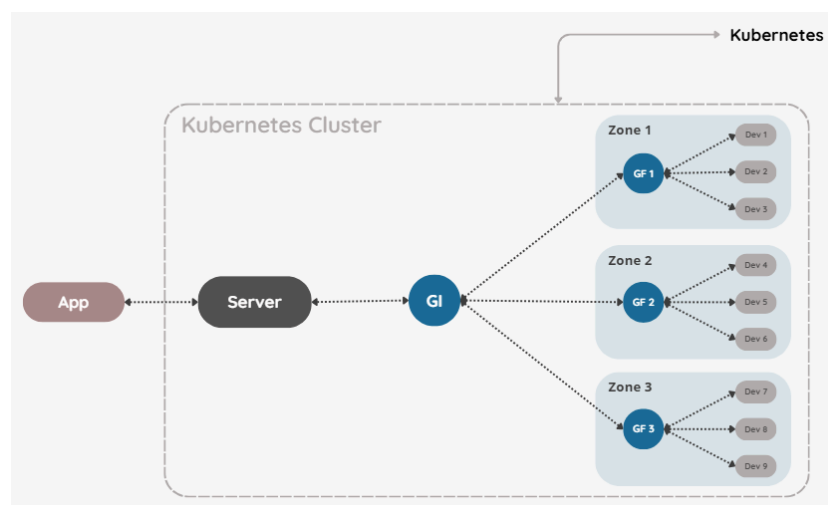 Kubernetes
Kubernetes Cluster
Zone 1
GF 1
Dev 1
Dev 2
Dev 3
Zone 2
GF 2
Dev 4
Dev 5
Dev 6
App
Server
GI
Zone 3
GF 3
Dev 7
Dev 8
Dev 9